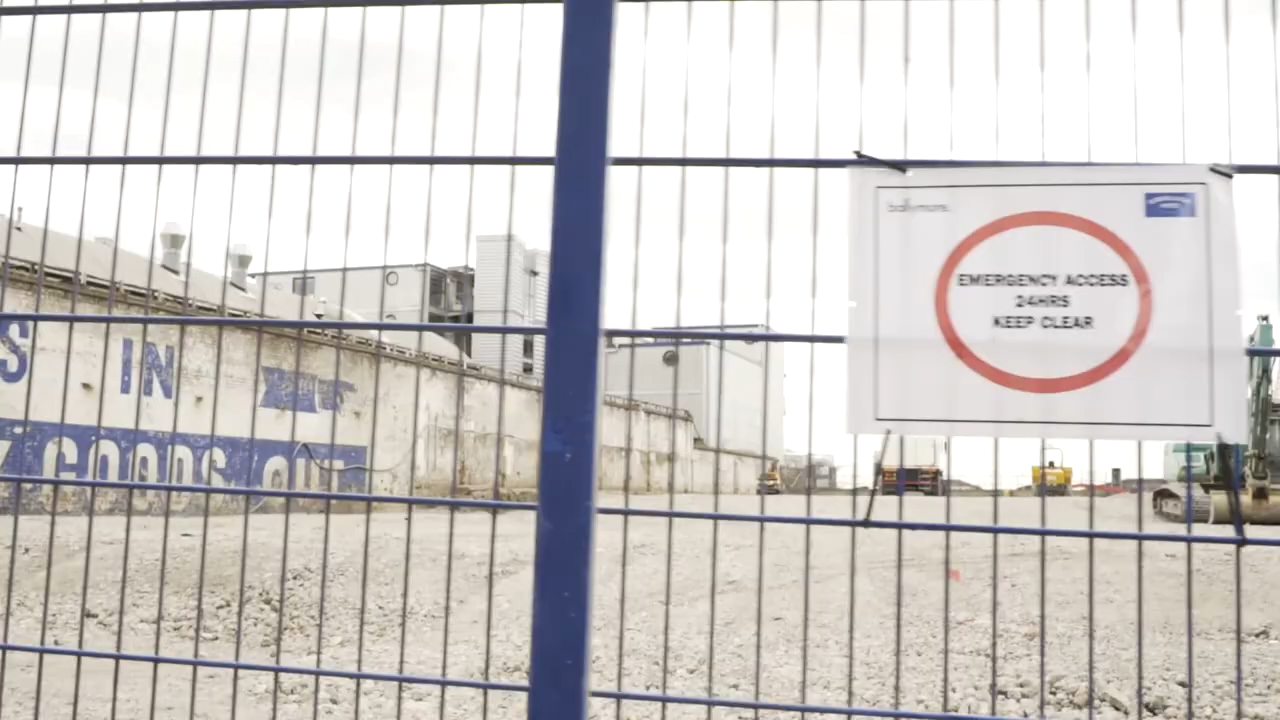 S IN
GOODS OUT
ballymore.
EMERGENCY ACCESS
24HRS
KEEP CLEAR